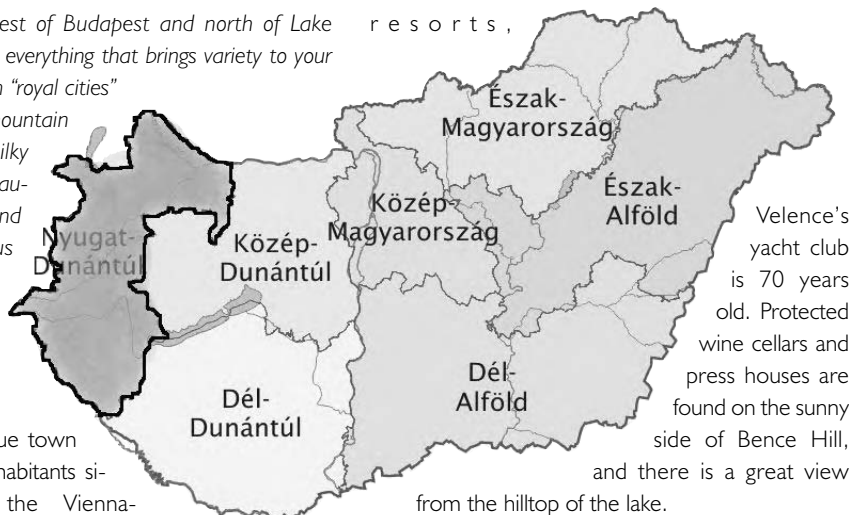 est of Budapest and north of Lake
everything that brings variety to your
"royal cities"
ountain
ilky
au-
nd
us
ue town
habitants si-
the Vienna-
resorts,
Észak-
Magyarország
Észak-
Alföld
Közép-
Magyarország
Nyugat-
Dunántúl
Közép-
Dunántúl
Dél-
Dunántúl
Dél-
Alföld
Velence's
yacht club
is 70 years
old. Protected
wine cellars and
press houses are
found on the sunny
side of Bence Hill,
and there is a great view
from the hilltop of the lake.